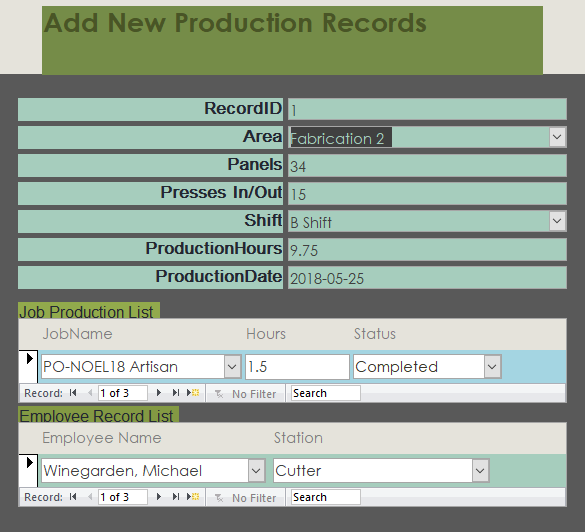 Add New Production Records
RecordID 1
Area Fabrication 2
Panels 34
Presses In/Out 15
Shift B Shift
ProductionHours 9.75
ProductionDate 2018-05-25
Job Production List
JobName Hours Status
PO-NOEL18 Artisan 1.5 Completed
Record: 1 of 3 No Filter Search
Employee Record List
Employee Name Station
Winegarden, Michael Cutter
Record: 1 of 3 No Filter Search